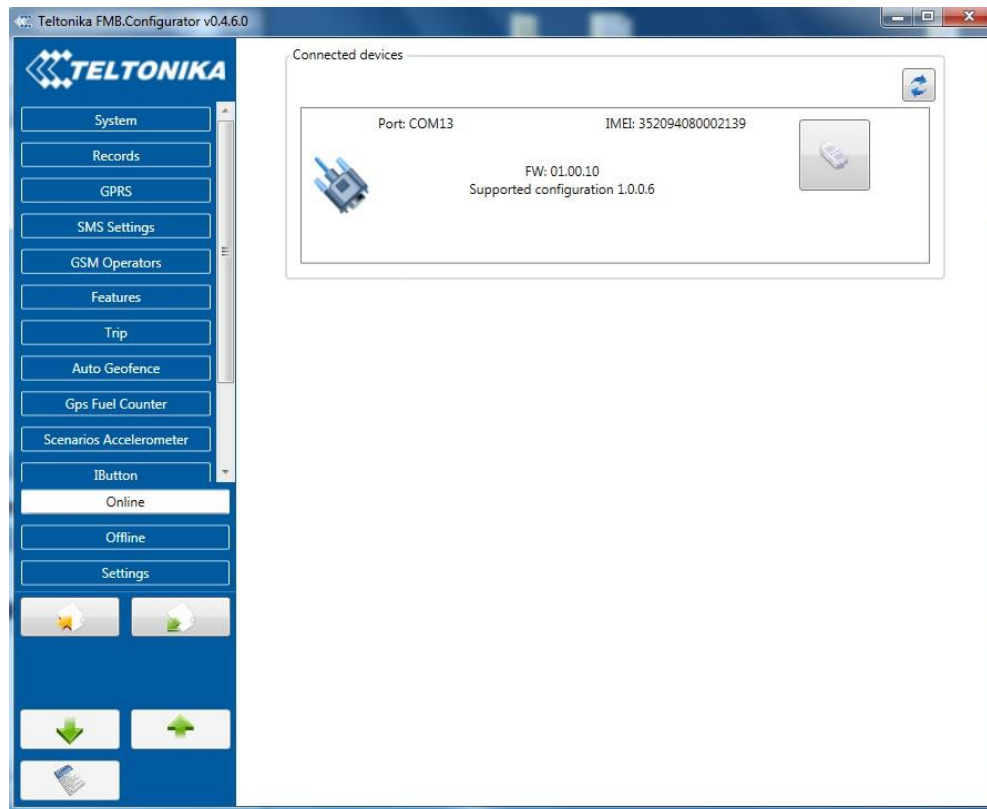 Teltonika FMB.Configurator v0.4.6.0
TELTONIKA
System
Records
GPRS
SMS Settings
GSM Operators
Features
Trip
Auto Geofence
Gps Fuel Counter
Scenarios Accelerometer
IButton
Online
Offline
Settings
Connected devices
Port: COM13
IMEI: 352094080002139
FW: 01.00.10
Supported configuration 1.0.0.6